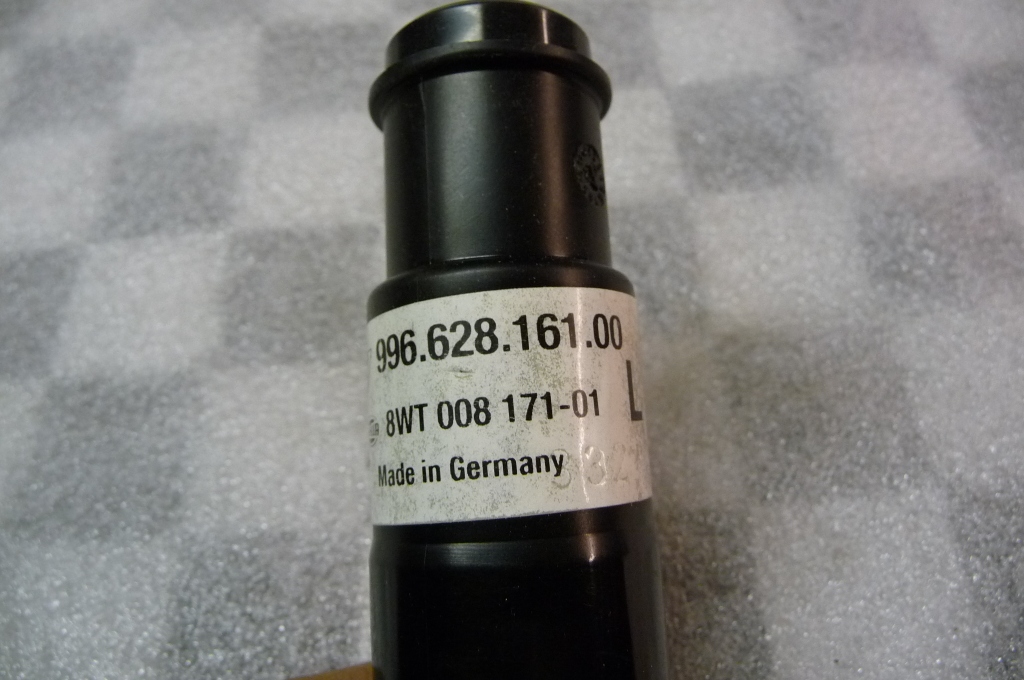 996.628.161.00
L
8WT 008 171-01
Made in Germany